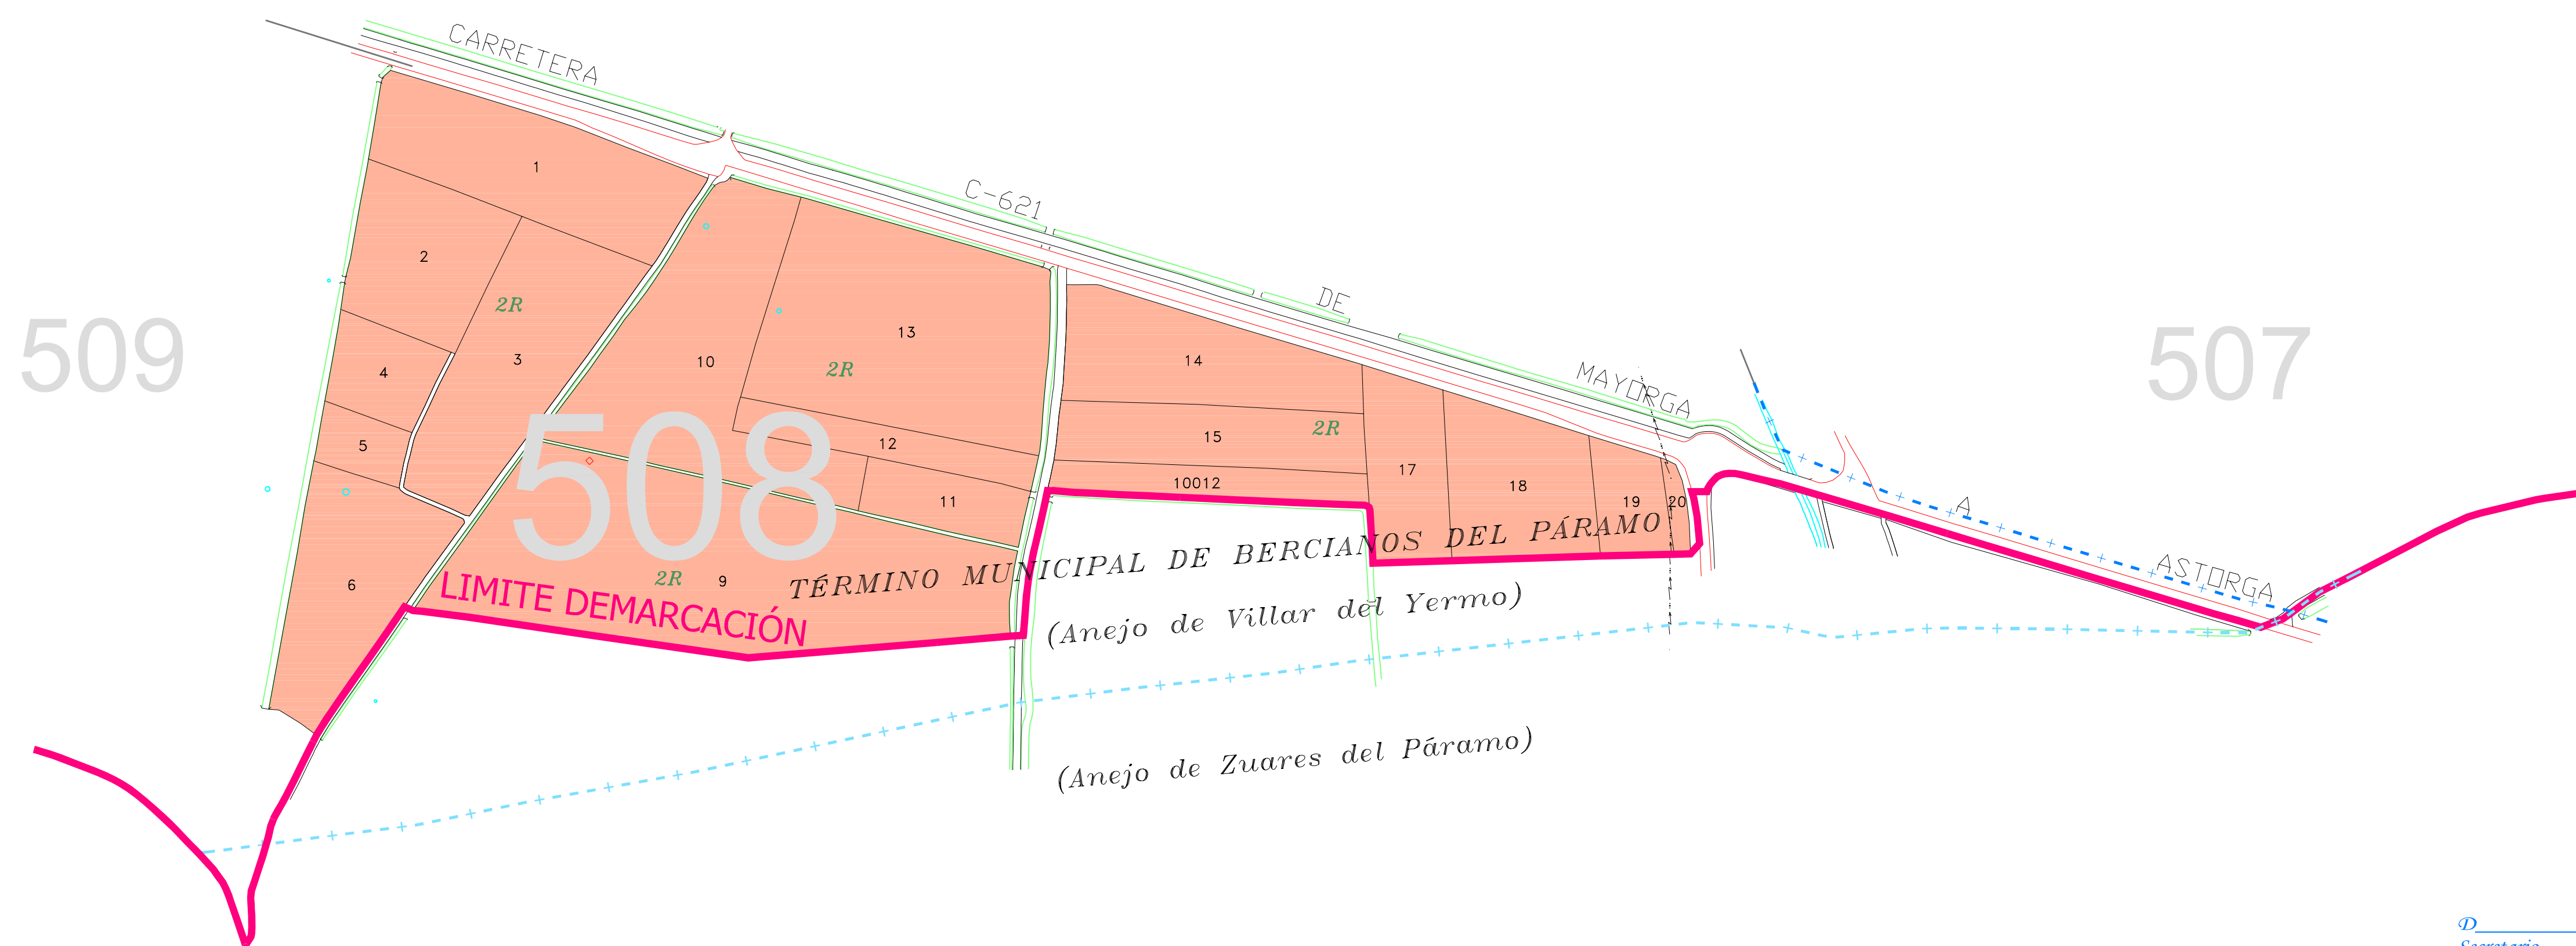 CARRETERA
C-621
DE
MAYORGA
A
ASTORGA
509
508
507
1
2
2R
3
4
5
6
10
13
2R
12
11
2R
9
14
15
2R
10012
17
18
19
20
LIMITE DEMARCACIÓN
TÉRMINO MUNICIPAL DE BERCIANOS DEL PÁRAMO
(Anejo de Villar del Yermo)
(Anejo de Zuares del Páramo)
D